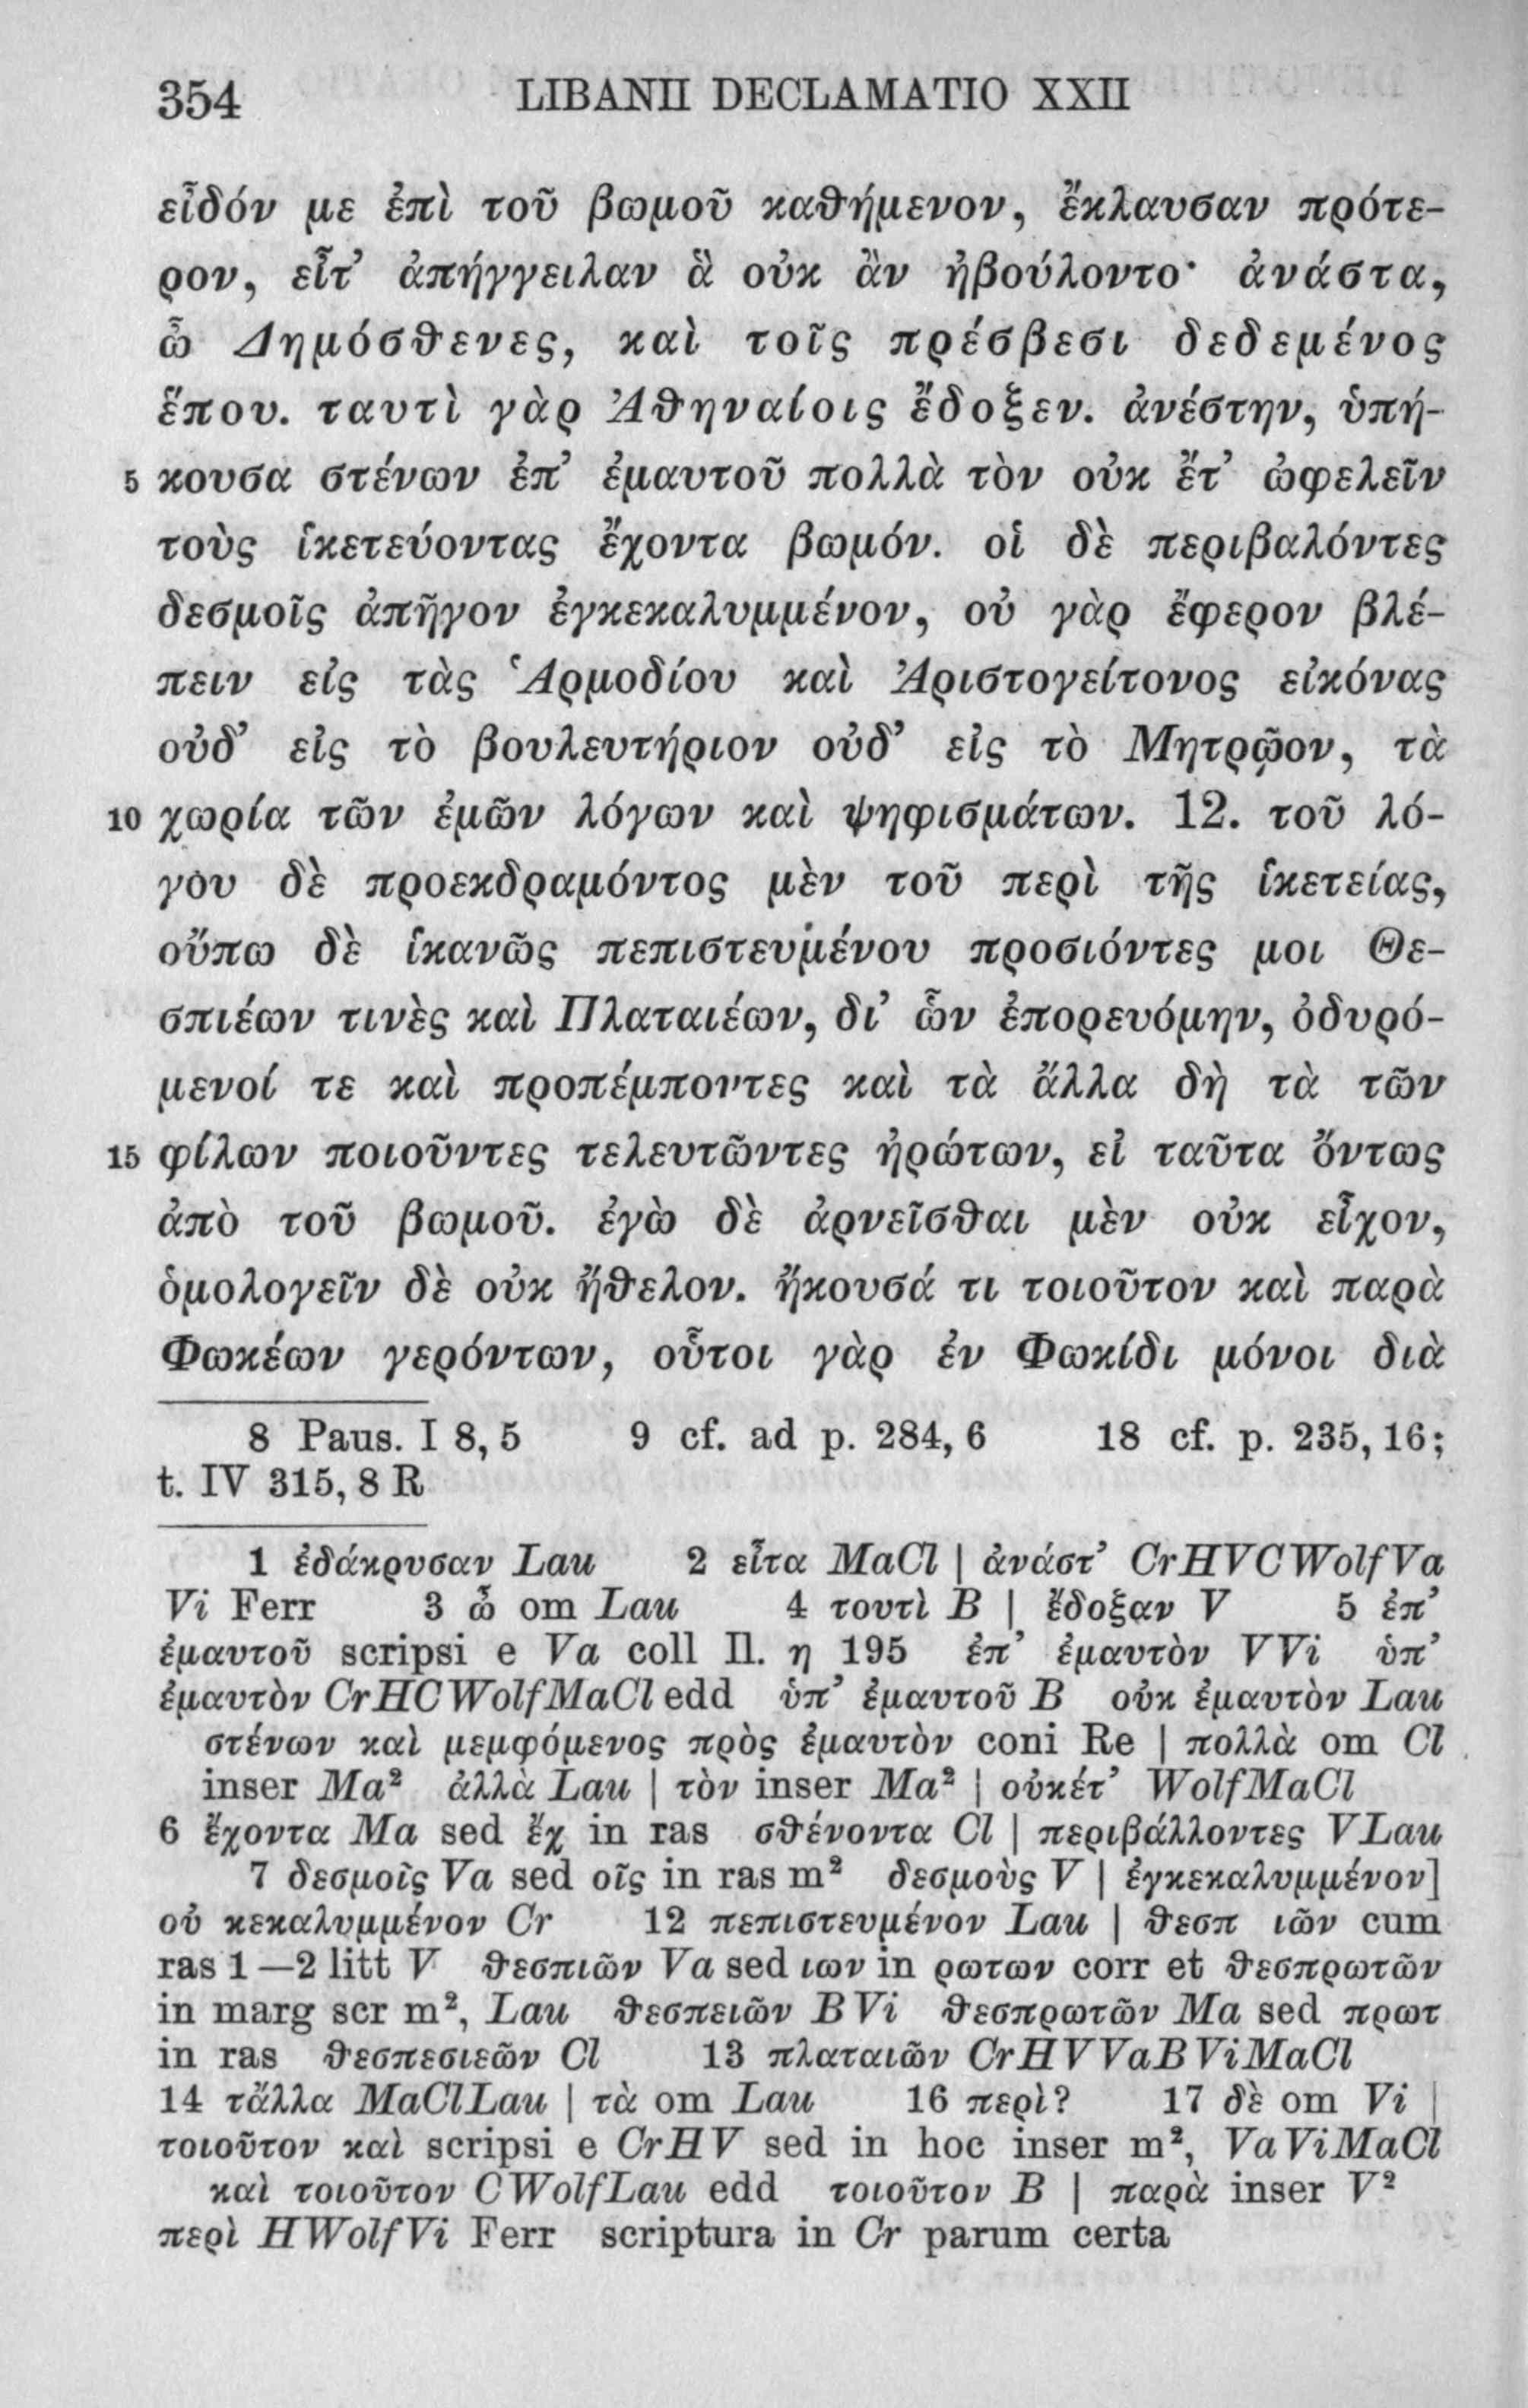 354 LIBANII DECLAMATIO XXII
εἶδόν με ἐπὶ τοῦ βωμοῦ καθήμενον, ἔκλαυσαν πρότε-
ρον, εἶτ’ ἀπήγγειλαν ἃ οὐκ ἂν ἠβούλοντο· ἀνάστα,
ὦ Δημόσθενες, καὶ τοῖς πρέσβεσι δεδεμένος
ἕπου. ταυτὶ γὰρ Ἀθηναίοις ἔδοξεν. ἀνέστην, ὑπή-
5 κουσα στένων ἐπ’ ἐμαυτοῦ πολλὰ τὸν οὐκ ἔτ’ ὠφελεῖν
τοὺς ἱκετεύοντας ἔχοντα βωμόν. οἱ δὲ περιβαλόντες
δεσμοῖς ἀπῆγον ἐγκεκαλυμμένον, οὐ γὰρ ἔφερον βλέ-
πειν εἰς τὰς Ἁρμοδίου καὶ Ἀριστογείτονος εἰκόνας
οὐδ’ εἰς τὸ βουλευτήριον οὐδ’ εἰς τὸ Μητρῷον, τὰ
10 χωρία τῶν ἐμῶν λόγων καὶ ψηφισμάτων. 12. τοῦ λό-
γου δὲ προεκδραμόντος μὲν τοῦ περὶ τῆς ἱκετείας,
οὔπω δὲ ἱκανῶς πεπιστευμένου προσιόντες μοι Θε-
σπιέων τινὲς καὶ Πλαταιέων, δι’ ὧν ἐπορευόμην, ὀδυρό-
μενοί τε καὶ προπέμποντες καὶ τὰ ἄλλα δὴ τὰ τῶν
15 φίλων ποιοῦντες τελευτῶντες ἠρώτων, εἰ ταῦτα ὄντως
ἀπὸ τοῦ βωμοῦ. ἐγὼ δὲ ἀρνεῖσθαι μὲν οὐκ εἶχον,
ὁμολογεῖν δὲ οὐκ ἤθελον. ἤκουσά τι τοιοῦτον καὶ παρὰ
Φωκέων γερόντων, οὗτοι γὰρ ἐν Φωκίδι μόνοι διὰ
8 Paus. I 8, 5 9 cf. ad p. 284, 6 18 cf. p. 235, 16;
t. IV 315, 8 R
1 ἐδάκρυσαν Lau 2 εἶτα MaCl | ἀνάστ’ CrHVCWolfVa
Vi Ferr 3 ὦ om Lau 4 τουτὶ B | ἔδοξαν V 5 ἐπ’
ἐμαυτοῦ scripsi e Va coll Il. η 195 ἐπ’ ἐμαυτὸν VVi ὑπ’
ἐμαυτὸν CrHCWolfMaCl edd ὑπ’ ἐμαυτοῦ B οὐκ ἐμαυτὸν Lau
στένων καὶ μεμφόμενος πρὸς ἐμαυτὸν coni Re | πολλὰ om Cl
inser Ma² ἀλλὰ Lau | τὸν inser Ma² | οὐκέτ’ WolfMaCl
6 ἔχοντα Ma sed ἔχ in ras σθένοντα Cl | περιβάλλοντες VLau
7 δεσμοῖς Va sed οῖς in ras m² δεσμοὺς V | ἐγκεκαλυμμένον]
οὐ κεκαλυμμένον Cr 12 πεπιστευμένον Lau | θεσπ ιῶν cum
ras 1—2 litt V θεσπιῶν Va sed ιων in ρωτων corr et θεσπρωτῶν
in marg scr m², Lau θεσπειῶν BVi θεσπρωτῶν Ma sed πρωτ
in ras θεσπεσιεῶν Cl 13 πλαταιῶν CrHVVaBViMaCl
14 τἄλλα MaClLau | τὰ om Lau 16 περὶ? 17 δὲ om Vi |
τοιοῦτον καὶ scripsi e CrHV sed in hoc inser m², VaViMaCl
καὶ τοιοῦτον CWolfLau edd τοιοῦτον B | παρὰ inser V²
περὶ HWolfVi Ferr scriptura in Cr parum certa